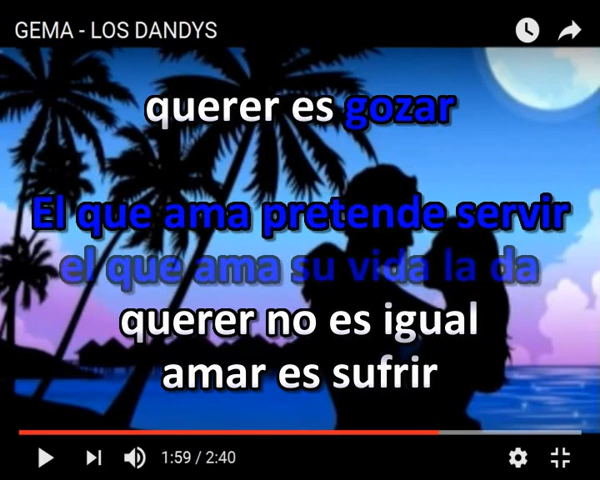 GEMA - LOS DANDYS
querer es gozar
El que ama pretende servir
el que ama su vida la da
querer no es igual
amar es sufrir
1:59 / 2:40